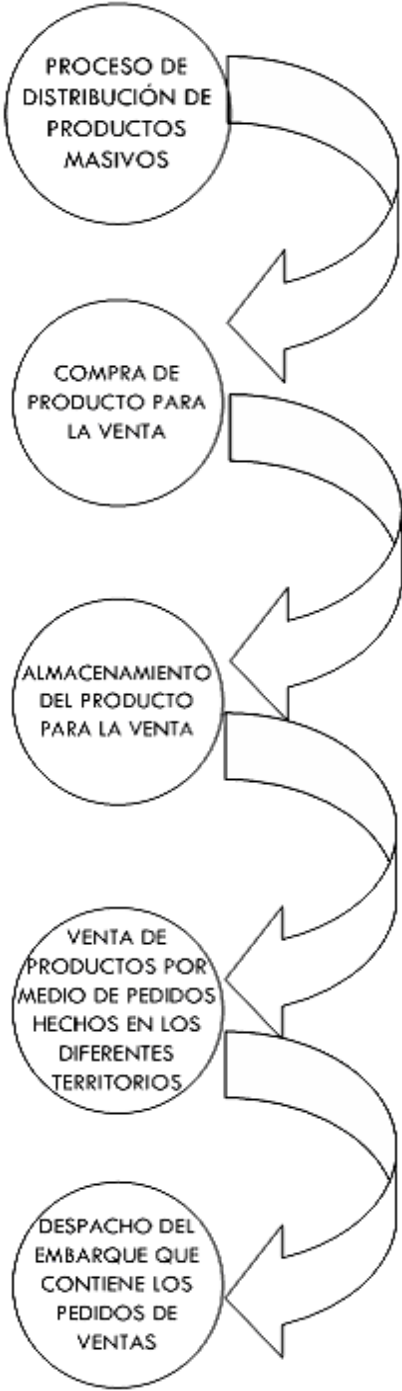 PROCESO DE
DISTRIBUCIÓN DE
PRODUCTOS
MASIVOS
COMPRA DE
PRODUCTO PARA
LA VENTA
ALMACENAMIENTO
DEL PRODUCTO
PARA LA VENTA
VENTA DE
PRODUCTOS POR
MEDIO DE PEDIDOS
HECHOS EN LOS
DIFERENTES
TERRITORIOS
DESPACHO DEL
EMBARQUE QUE
CONTIENE LOS
PEDIDOS DE
VENTAS